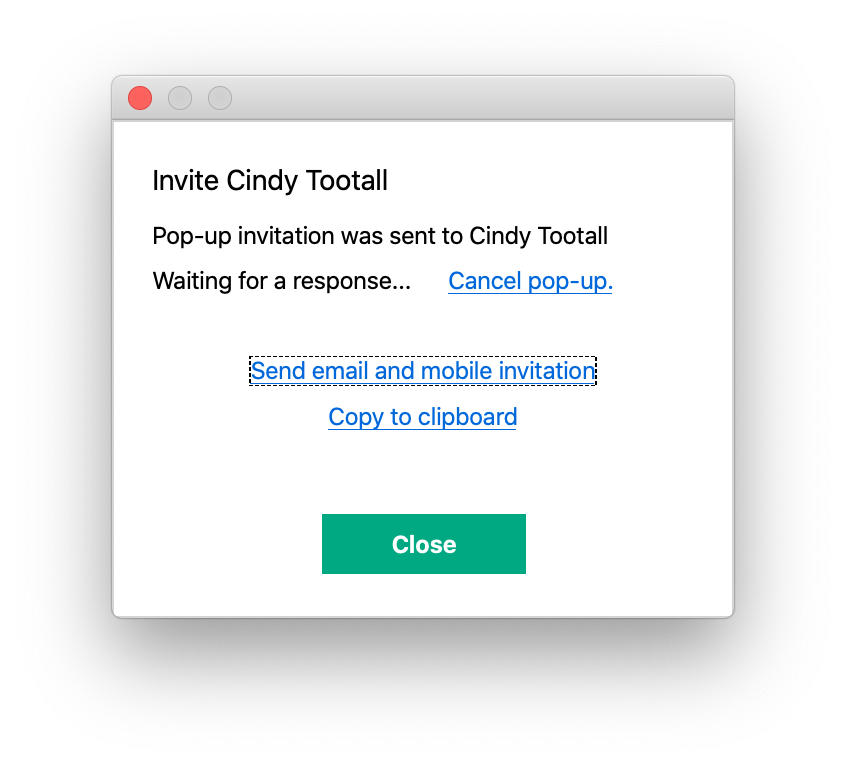 Invite Cindy Tootall
Pop-up invitation was sent to Cindy Tootall
Waiting for a response... Cancel pop-up.
Send email and mobile invitation
Copy to clipboard
Close